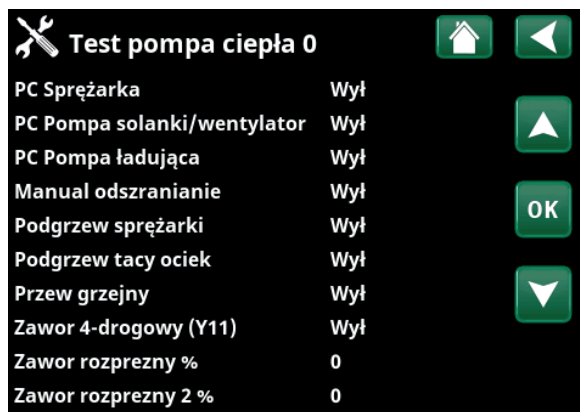 Test pompa ciepła 0
PC Sprężarka Wył
PC Pompa solanki/wentylator Wył
PC Pompa ładująca Wył
Manual odszranianie Wył
Podgrzew sprężarki Wył
OK
Podgrzew tacy ociek Wył
Przew grzejny Wył
Zawor 4-drogowy (Y11) Wył
Zawor rozprezny % 0
Zawor rozprezny 2 % 0